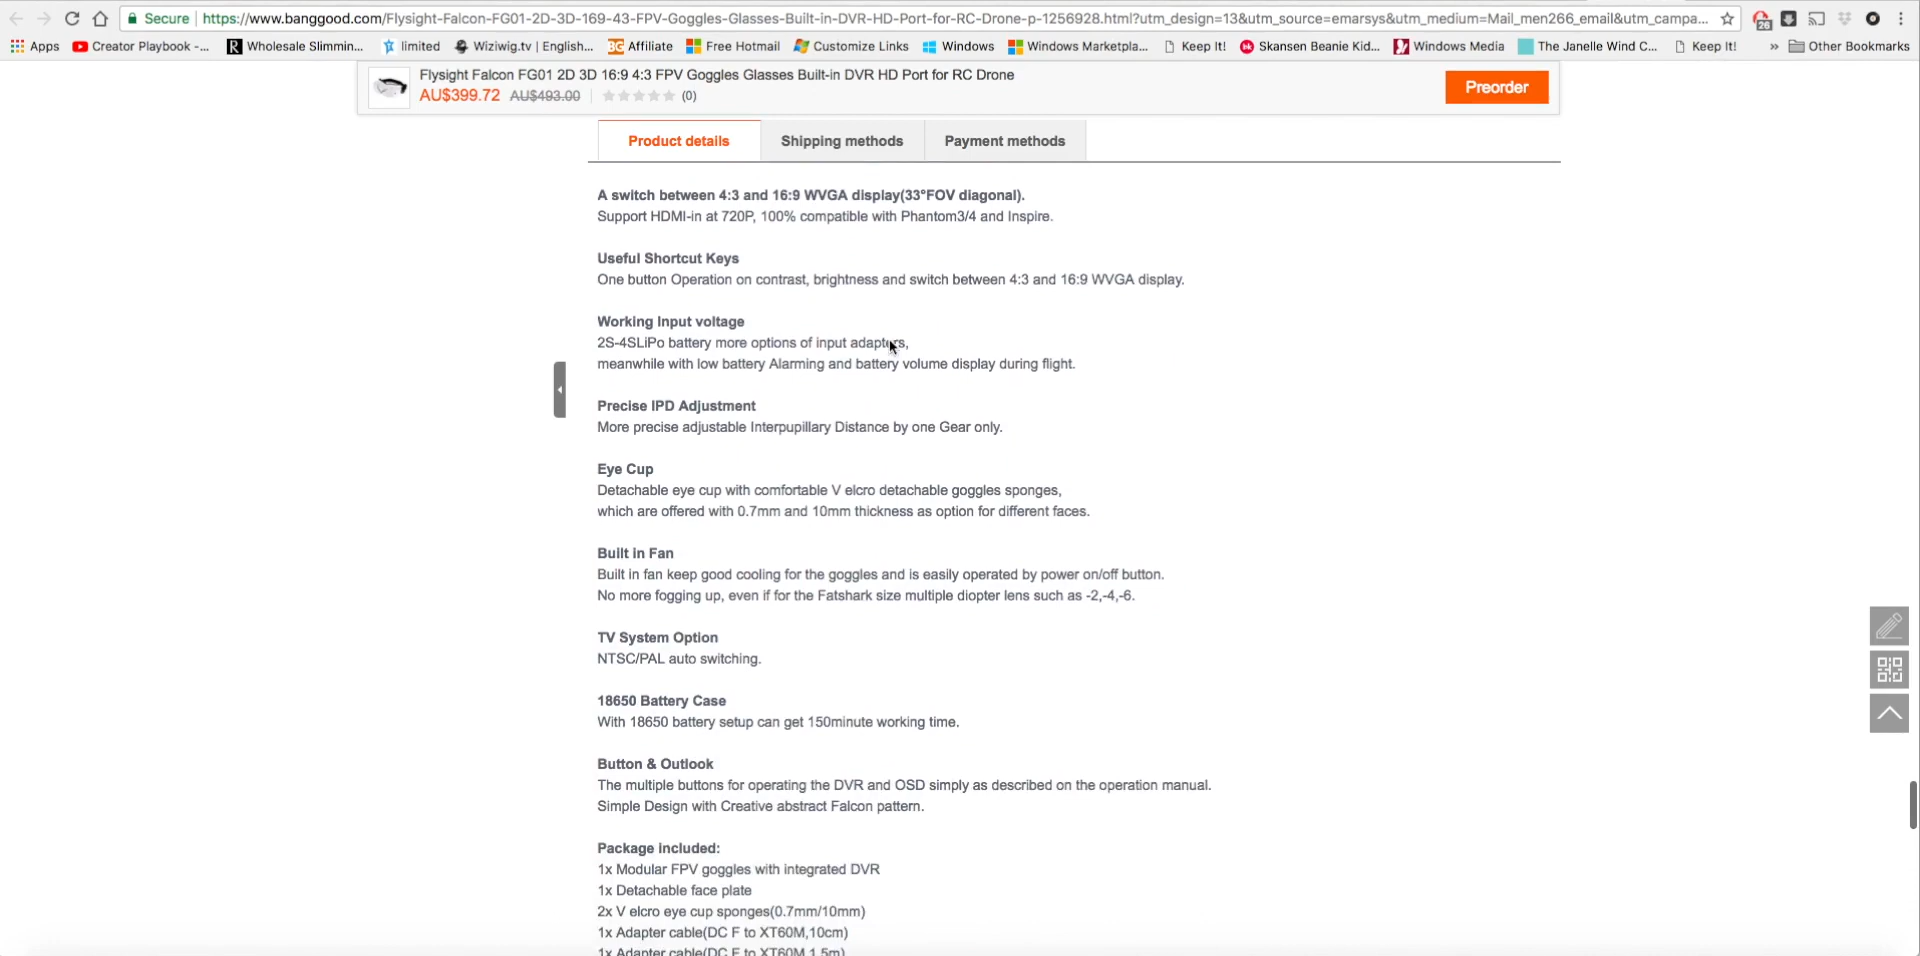 Secure https://www.banggood.com/Flysight-Falcon-FG01-2D-3D-169-43-FPV-Goggles-Glasses-Built-in-DVR-HD-Port-for-RC-Drone-p-1256928.html?utm_design=13&utm_source=emarsys&utm_medium=Mail_men266_email&utm_campa... 26
Apps Creator Playbook -... R Wholesale Slimmin... limited Wiziwig.tv | English... BG Affiliate Free Hotmail Customize Links Windows Windows Marketpla... Keep It! Skansen Beanie Kid... Windows Media The Janelle Wind C... Keep It! » Other Bookmarks
Flysight Falcon FG01 2D 3D 16:9 4:3 FPV Goggles Glasses Built-in DVR HD Port for RC Drone
AU$399.72 AU$493.00 (0)
Preorder
Product details Shipping methods Payment methods
A switch between 4:3 and 16:9 WVGA display(33°FOV diagonal).
Support HDMI-in at 720P, 100% compatible with Phantom3/4 and Inspire.
Useful Shortcut Keys
One button Operation on contrast, brightness and switch between 4:3 and 16:9 WVGA display.
Working Input voltage
2S-4SLiPo battery more options of input adapters,
meanwhile with low battery Alarming and battery volume display during flight.
Precise IPD Adjustment
More precise adjustable Interpupillary Distance by one Gear only.
Eye Cup
Detachable eye cup with comfortable V elcro detachable goggles sponges,
which are offered with 0.7mm and 10mm thickness as option for different faces.
Built in Fan
Built in fan keep good cooling for the goggles and is easily operated by power on/off button.
No more fogging up, even if for the Fatshark size multiple diopter lens such as -2,-4,-6.
TV System Option
NTSC/PAL auto switching.
18650 Battery Case
With 18650 battery setup can get 150minute working time.
Button & Outlook
The multiple buttons for operating the DVR and OSD simply as described on the operation manual.
Simple Design with Creative abstract Falcon pattern.
Package included:
1x Modular FPV goggles with integrated DVR
1x Detachable face plate
2x V elcro eye cup sponges(0.7mm/10mm)
1x Adapter cable(DC F to XT60M,10cm)
1x Adapter cable(DC F to XT60M,1.5m)